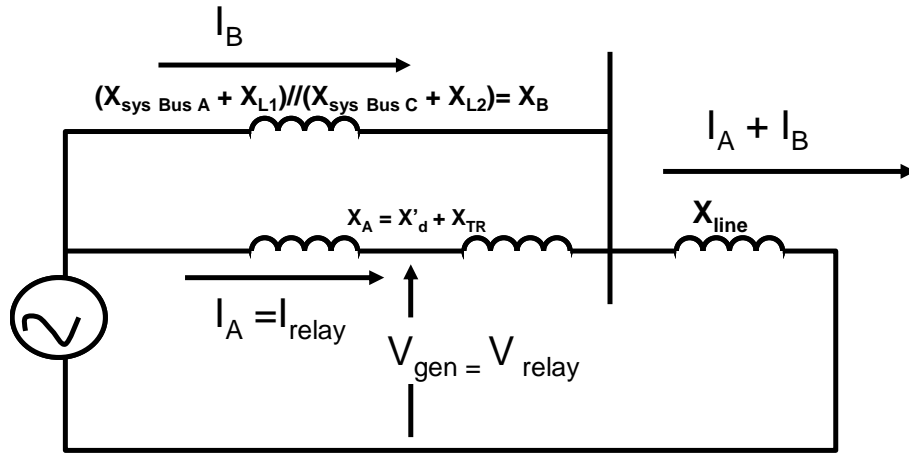 I_B
(X_sys Bus A + X_L1)//(X_sys Bus C + X_L2)= X_B
I_A + I_B
X_A = X'_d + X_TR
X_line
I_A =I_relay
V_gen = V_relay